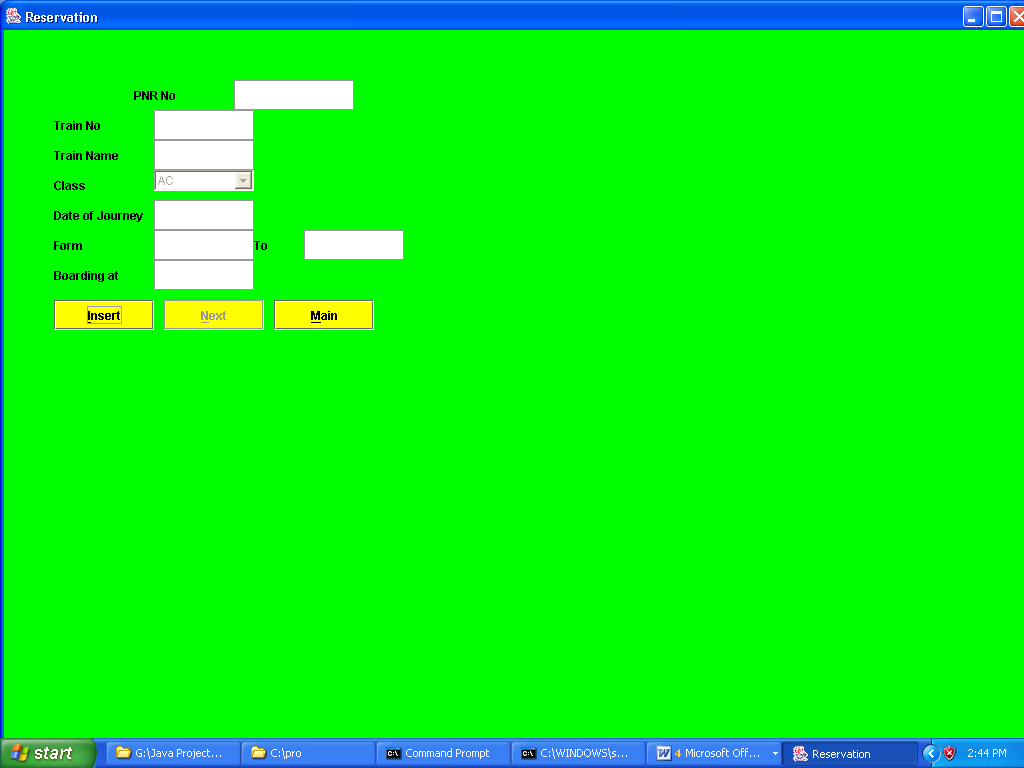 Reservation
PNR No
Train No
Train Name
Class AC
Date of Journey
Form To
Boarding at
Insert Next Main
start G:\Java Project... C:\pro Command Prompt C:\WINDOWS\s... 4 Microsoft Off... Reservation 2:44 PM